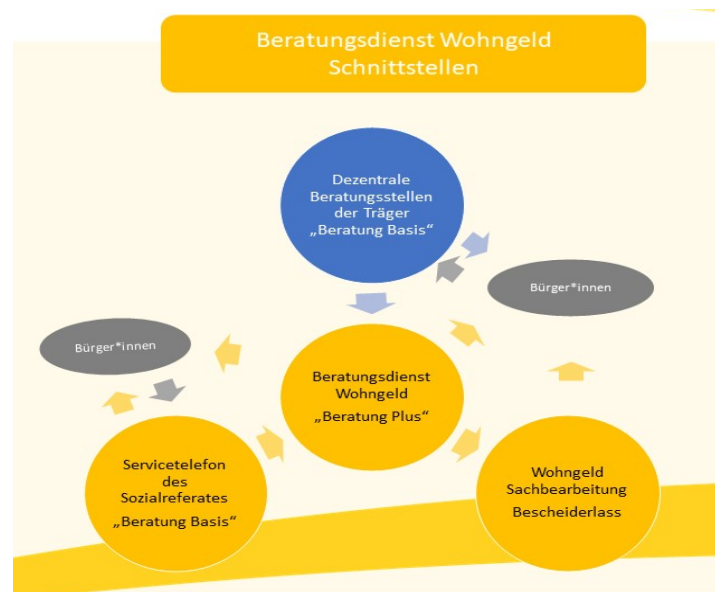 Beratungsdienst Wohngeld
Schnittstellen
Dezentrale
Beratungsstellen
der Träger
„Beratung Basis“
Bürger*innen
Bürger*innen
Beratungsdienst
Wohngeld
„Beratung Plus“
Servicetelefon
des
Sozialreferates
„Beratung Basis“
Wohngeld
Sachbearbeitung
Bescheiderlass